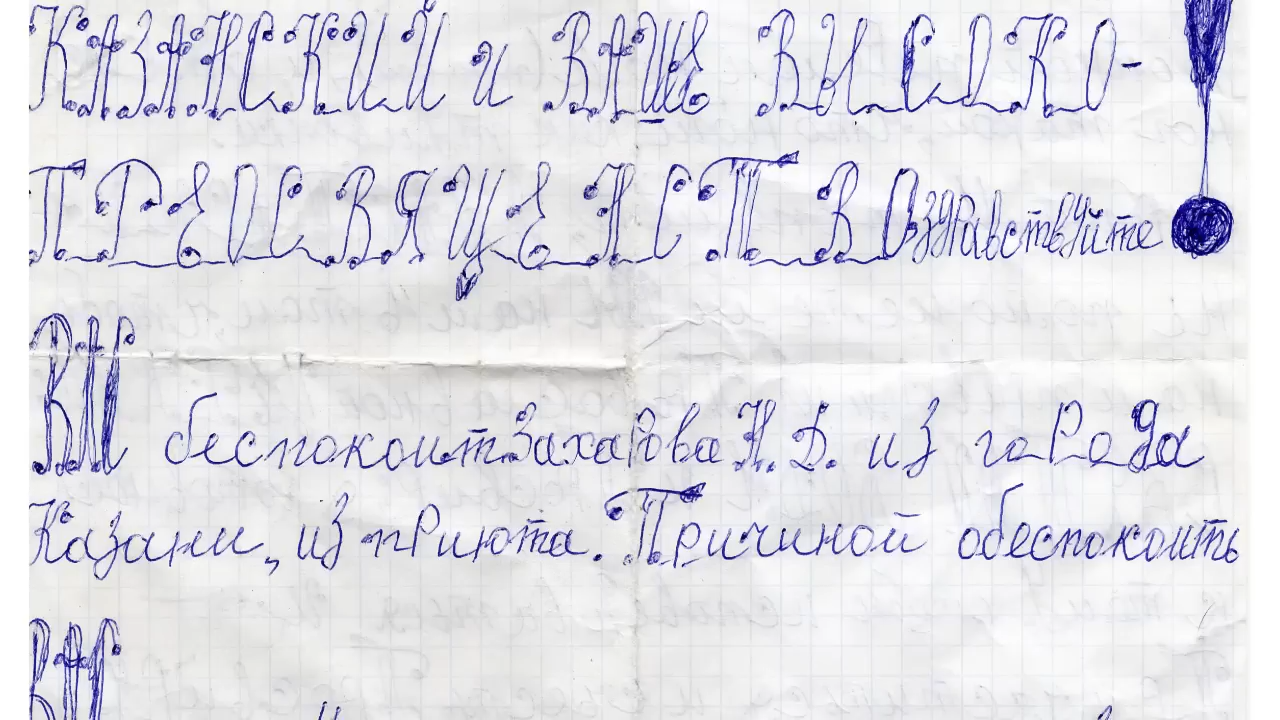 КАЗАНСКИЙ и ВАШЕ ВЫСОКО-
ПРЕОСВЯЩЕНСТВО здравствуйте!
ВАС беспокоит Захарова Н. Д. из города
Казани, из приюта. Причиной обеспокоить
ВАС